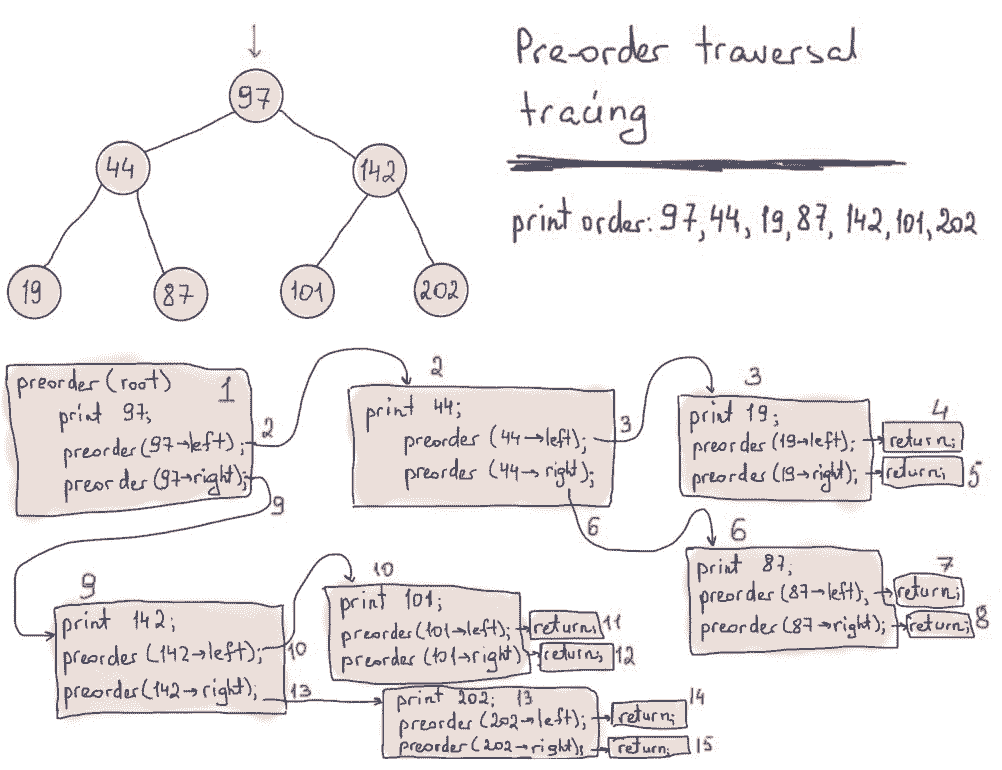 Pre-order traversal
tracing
print order: 97, 44, 19, 87, 142, 101, 202
97
44
142
19
87
101
202
preorder (root)
1
print 97;
preorder (97→left);
2
preorder (97→right);
9
2
print 44;
preorder (44→left);
3
preorder (44→right);
6
3
print 19;
preorder (19→left);
return;
4
preorder (19→right);
return;
5
6
print 87;
preorder (87→left);
return;
7
preorder (87→right);
return;
8
9
print 142;
preorder (142→left);
10
preorder (142→right);
13
10
print 101;
preorder (101→left);
return;
11
preorder (101→right)
return;
12
print 202; 13
preorder (202→left);
return;
14
preorder (202→right);
return;
15